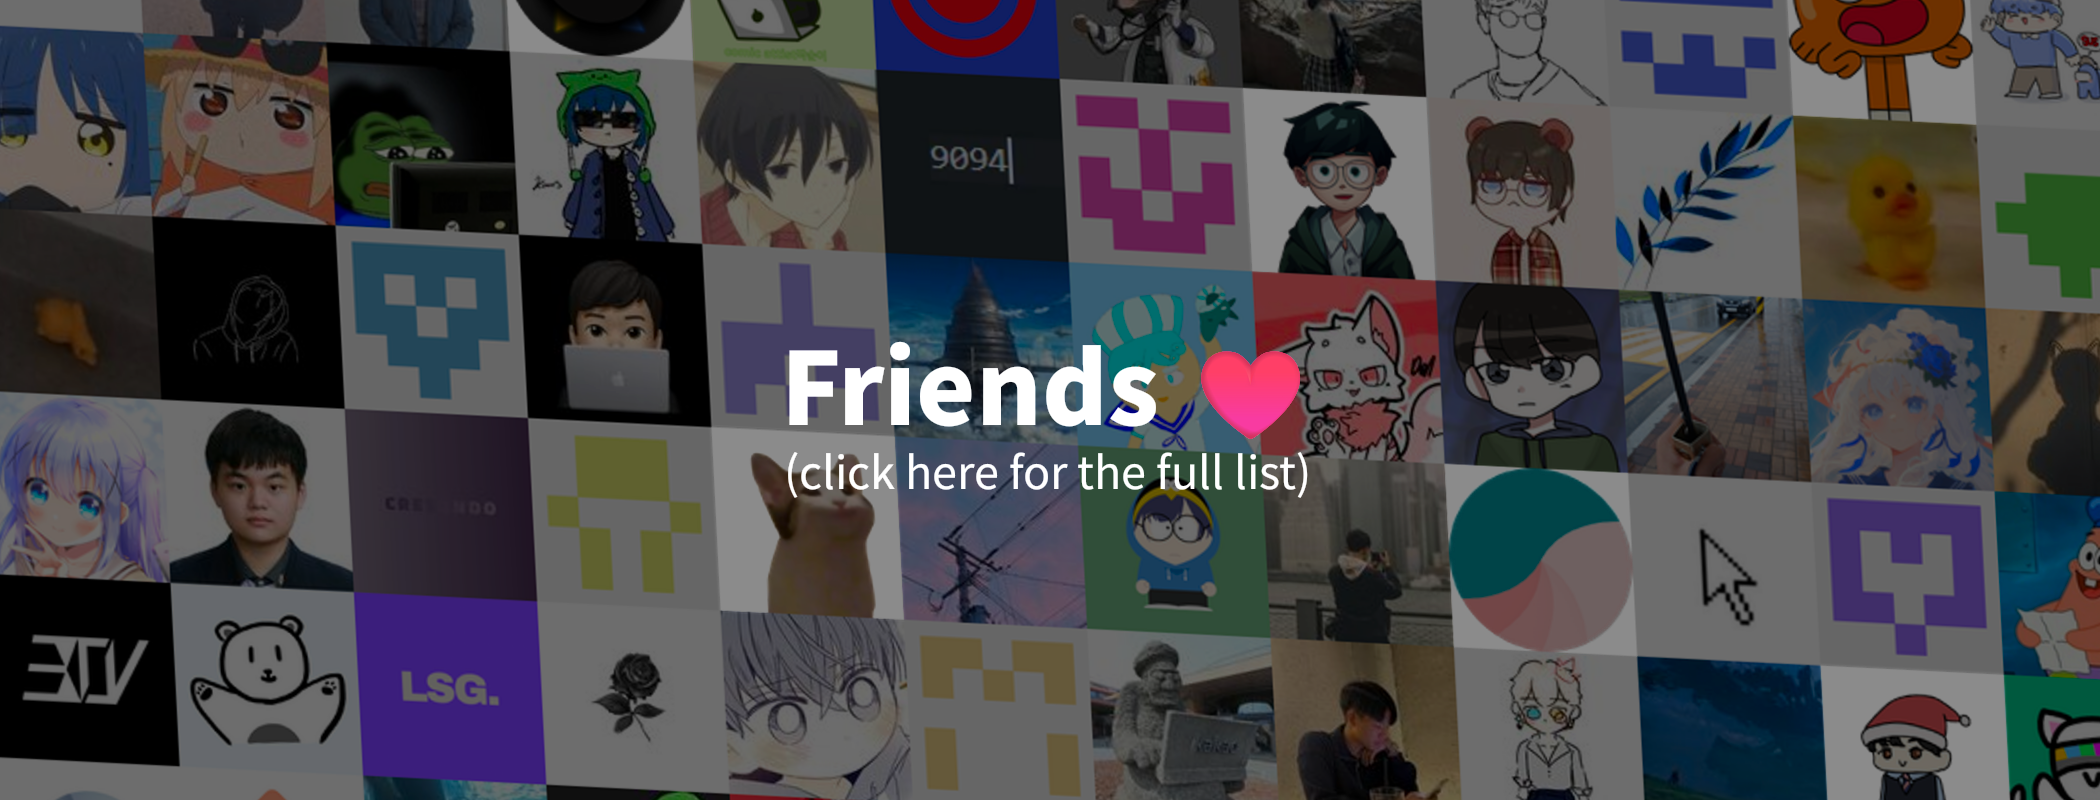 9094
Friends ❤️
(click here for the full list)
LSG.